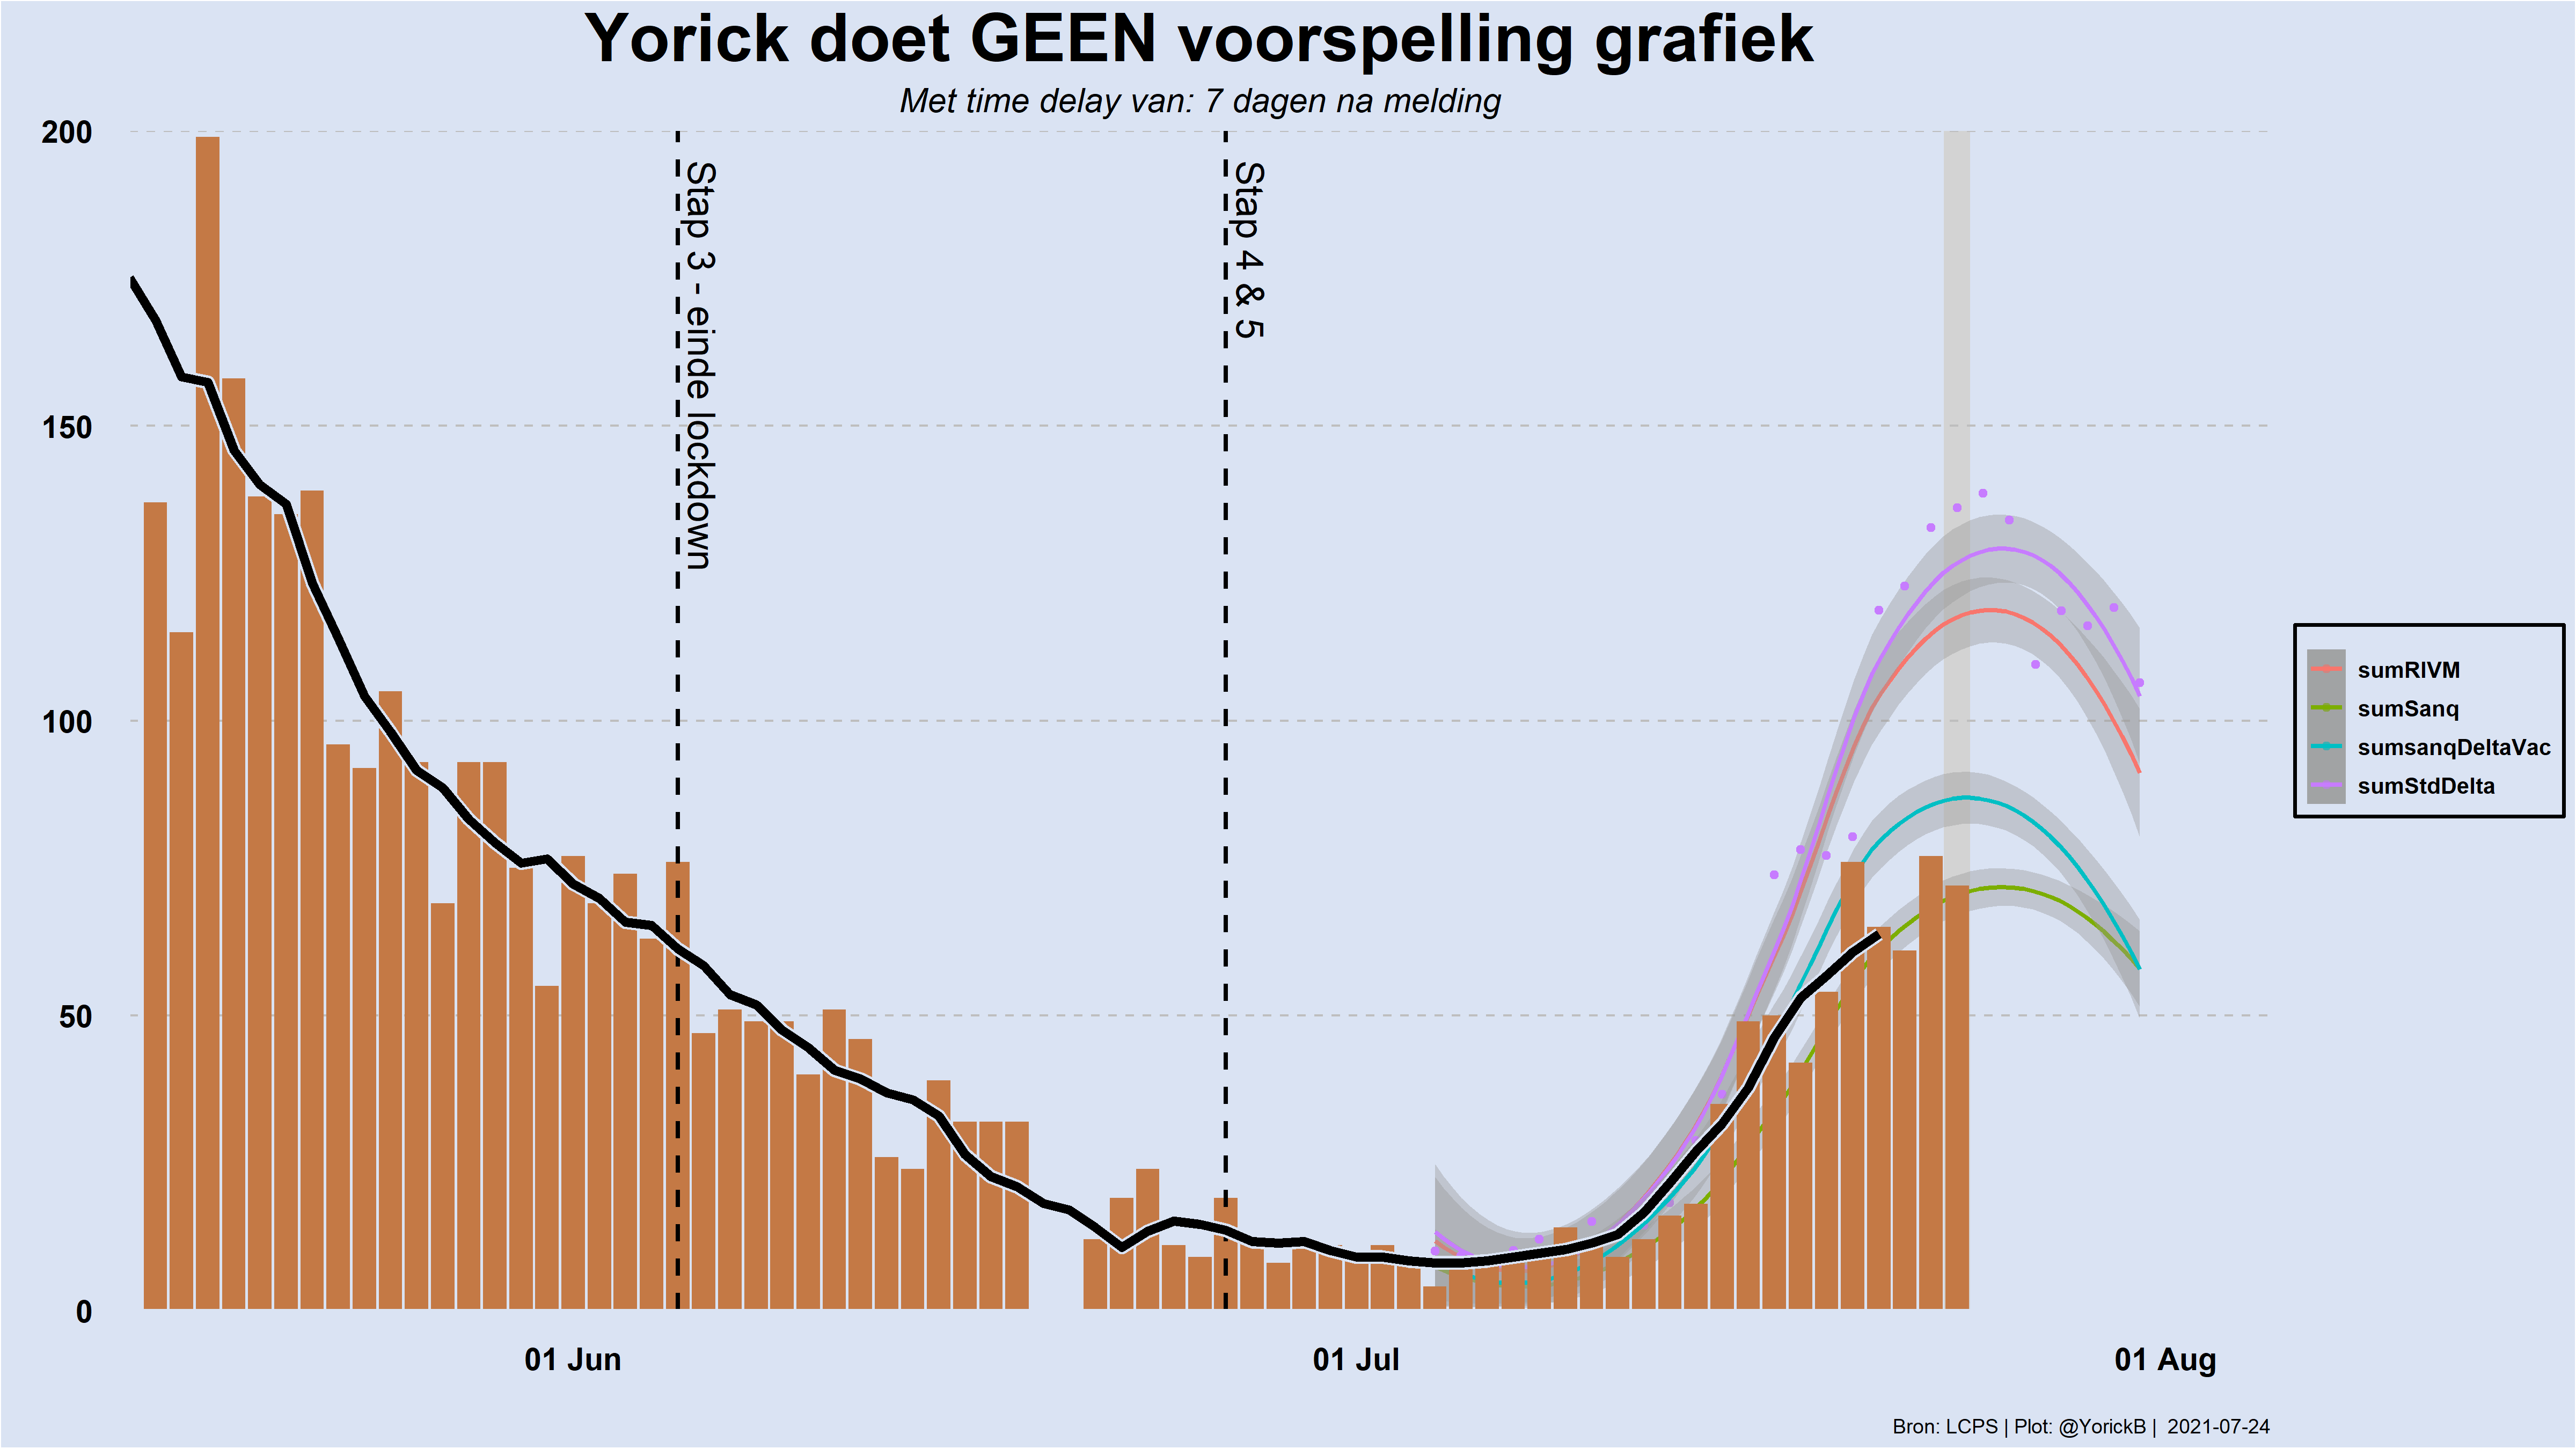 Yorick doet GEEN voorspelling grafiek
Met time delay van: 7 dagen na melding
200
150
100
50
0
Stap 3 - einde lockdown
Stap 4 & 5
01 Jun
01 Jul
01 Aug
sumRIVM
sumSanq
sumsanqDeltaVac
sumStdDelta
Bron: LCPS | Plot: @YorickB | 2021-07-24